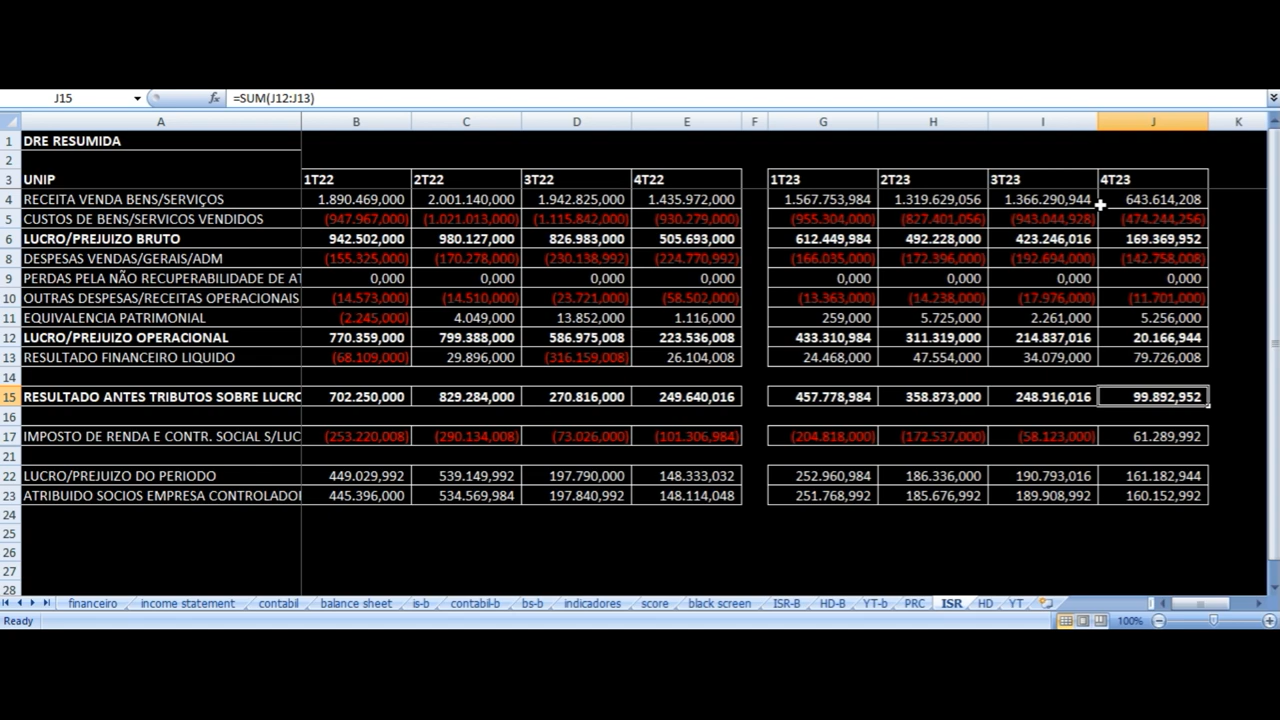 J15 fx =SUM(J12:J13)
A B C D E F G H I J K
1 DRE RESUMIDA
2
3 UNIP 1T22 2T22 3T22 4T22 1T23 2T23 3T23 4T23
4 RECEITA VENDA BENS/SERVIÇOS 1.890.469,000 2.001.140,000 1.942.825,000 1.435.972,000 1.567.753,984 1.319.629,056 1.366.290,944 643.614,208
5 CUSTOS DE BENS/SERVICOS VENDIDOS (947.967,000) (1.021.013,000) (1.115.842,000) (930.279,000) (955.304,000) (827.401,056) (943.044,928) (474.244,256)
6 LUCRO/PREJUIZO BRUTO 942.502,000 980.127,000 826.983,000 505.693,000 612.449,984 492.228,000 423.246,016 169.369,952
8 DESPESAS VENDAS/GERAIS/ADM (155.325,000) (170.278,000) (230.138,992) (224.770,992) (166.035,000) (172.396,000) (192.694,000) (142.758,008)
9 PERDAS PELA NÃO RECUPERABILIDADE DE AT 0,000 0,000 0,000 0,000 0,000 0,000 0,000 0,000
10 OUTRAS DESPESAS/RECEITAS OPERACIONAIS (14.573,000) (14.510,000) (23.721,000) (58.502,000) (13.363,000) (14.238,000) (17.976,000) (11.701,000)
11 EQUIVALENCIA PATRIMONIAL (2.245,000) 4.049,000 13.852,000 1.116,000 259,000 5.725,000 2.261,000 5.256,000
12 LUCRO/PREJUIZO OPERACIONAL 770.359,000 799.388,000 586.975,008 223.536,008 433.310,984 311.319,000 214.837,016 20.166,944
13 RESULTADO FINANCEIRO LIQUIDO (68.109,000) 29.896,000 (316.159,008) 26.104,008 24.468,000 47.554,000 34.079,000 79.726,008
14
15 RESULTADO ANTES TRIBUTOS SOBRE LUCRO 702.250,000 829.284,000 270.816,000 249.640,016 457.778,984 358.873,000 248.916,016 99.892,952
16
17 IMPOSTO DE RENDA E CONTR. SOCIAL S/LUC (253.220,008) (290.134,008) (73.026,000) (101.306,984) (204.818,000) (172.537,000) (58.123,000) 61.289,992
21
22 LUCRO/PREJUIZO DO PERIODO 449.029,992 539.149,992 197.790,000 148.333,032 252.960,984 186.336,000 190.793,016 161.182,944
23 ATRIBUIDO SOCIOS EMPRESA CONTROLADO 445.396,000 534.569,984 197.840,992 148.114,048 251.768,992 185.676,992 189.908,992 160.152,992
24
25
26
27
28
financeiro income statement contabil balance sheet is-b contabil-b bs-b indicadores score black screen ISR-B HD-B YT-b PRC ISR HD YT
Ready 100%